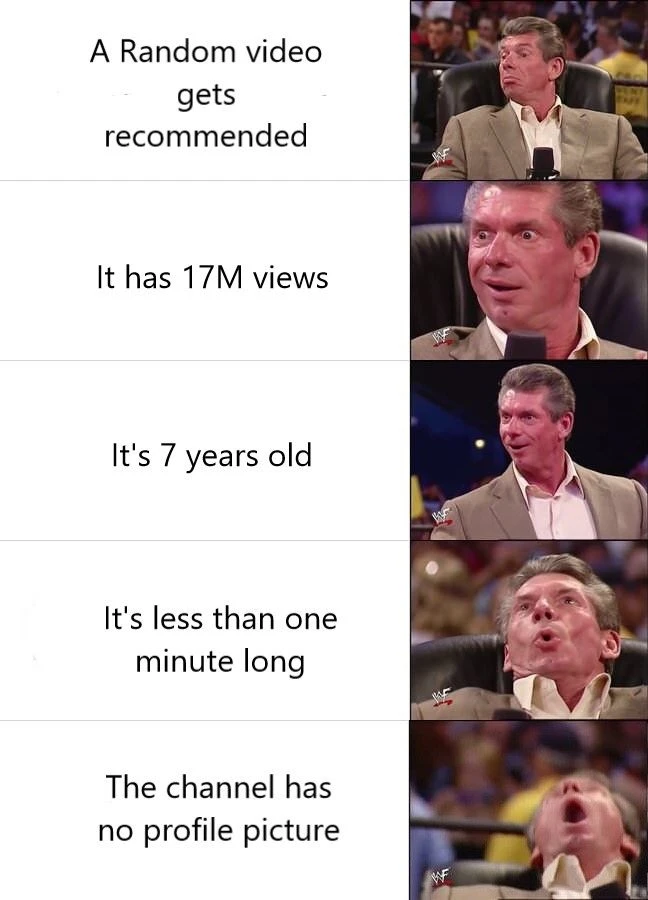 A Random video
gets
recommended
It has 17M views
It's 7 years old
It's less than one
minute long
The channel has
no profile picture